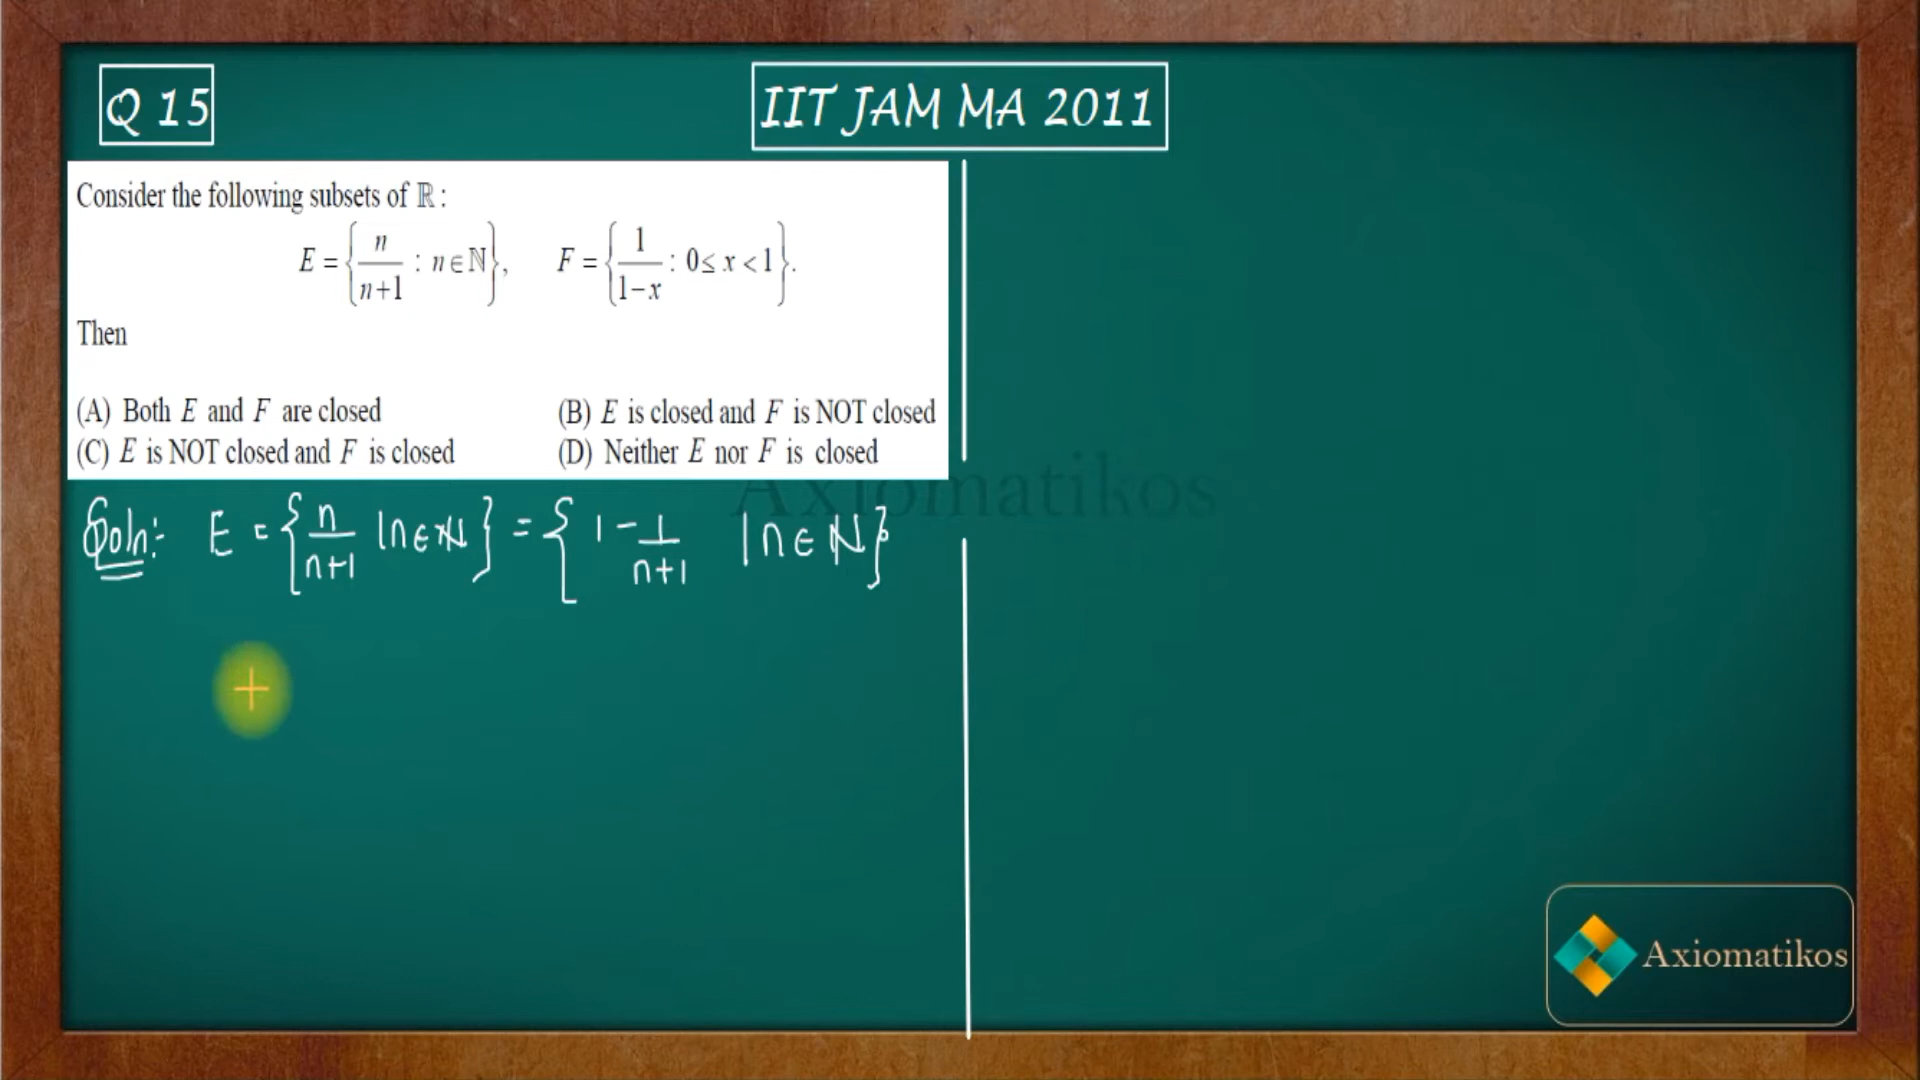 Q 15
IIT JAM MA 2011
Consider the following subsets of ℝ :
E = { n/(n+1) : n ∈ ℕ }, F = { 1/(1−x) : 0 ≤ x < 1 }.
Then
(A) Both E and F are closed (B) E is closed and F is NOT closed
(C) E is NOT closed and F is closed (D) Neither E nor F is closed
Axiomatikos
Soln:- E = { n/(n+1) | n ∈ ℕ } = { 1 − 1/(n+1) | n ∈ ℕ }
Axiomatikos